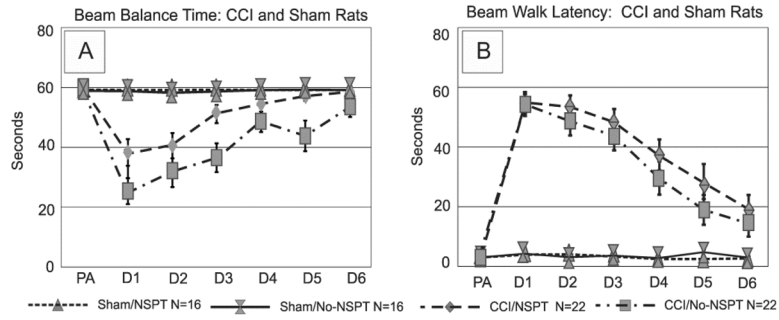 Beam Balance Time: CCI and Sham Rats
A
Seconds
80
60
40
20
0
PA D1 D2 D3 D4 D5 D6
Beam Walk Latency: CCI and Sham Rats
B
Seconds
80
60
40
20
0
PA D1 D2 D3 D4 D5 D6
Sham/NSPT N=16 Sham/No-NSPT N=16 CCI/NSPT N=22 CCI/No-NSPT N=22